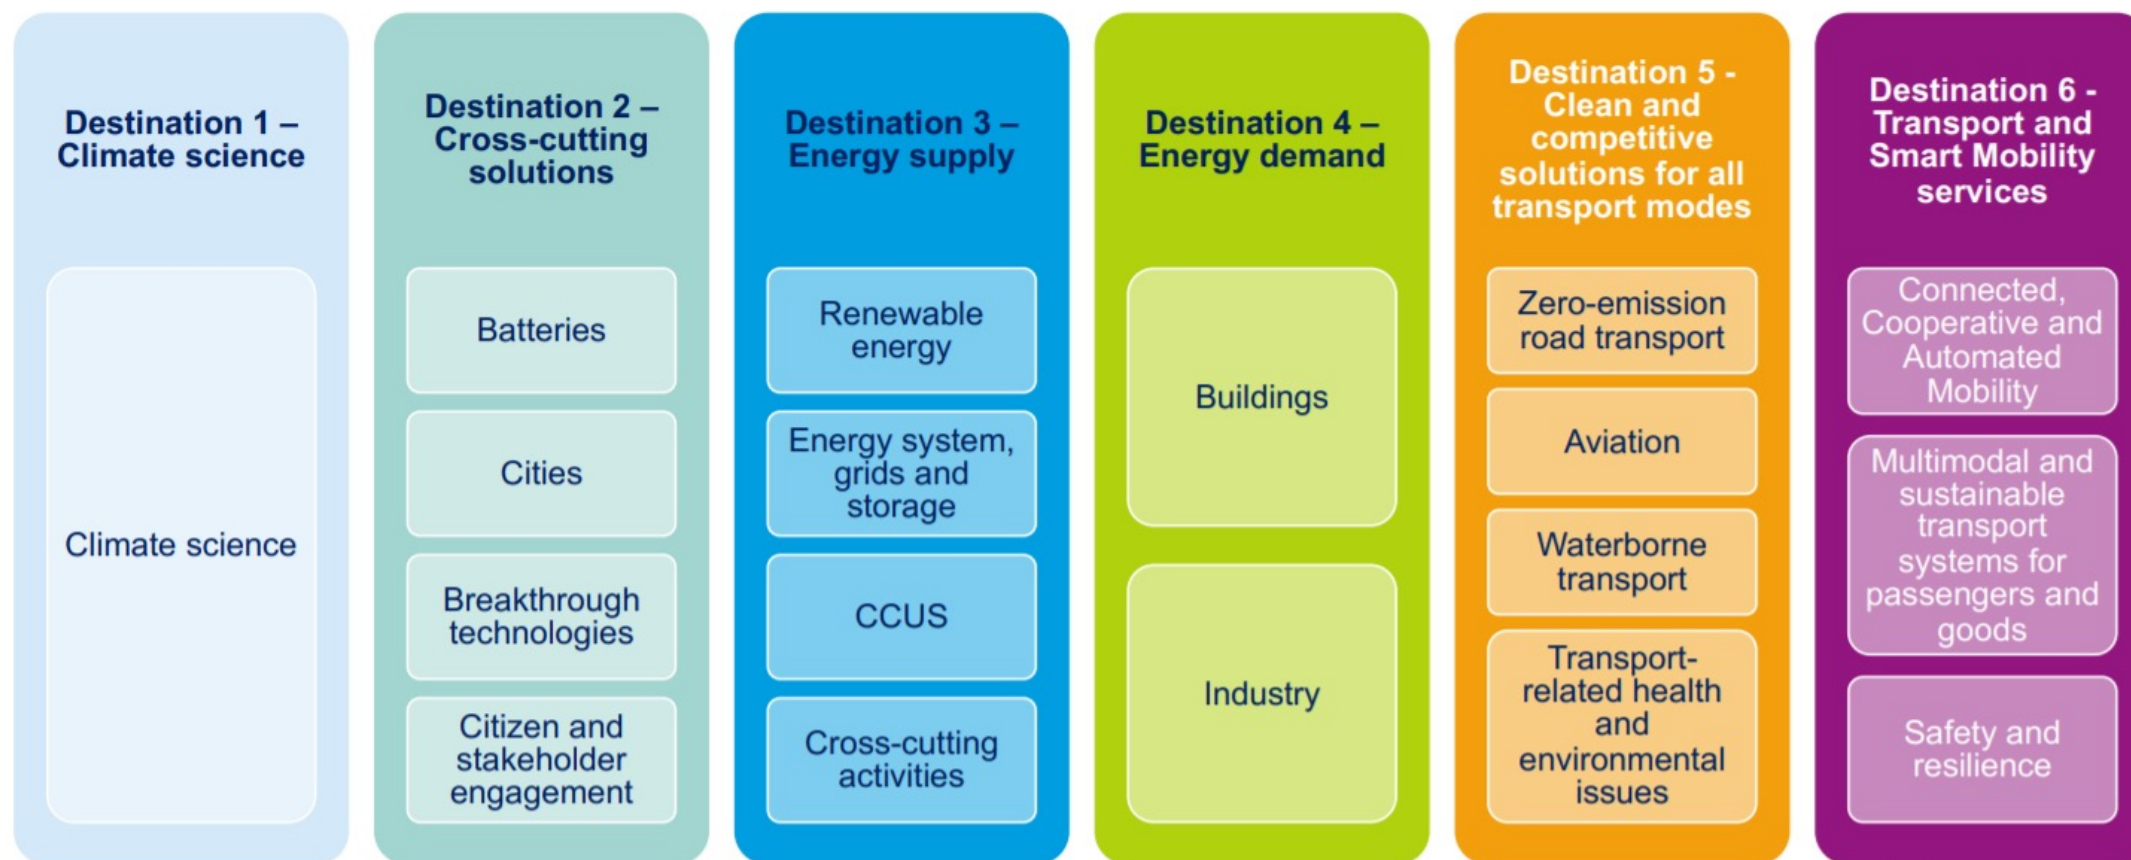 Destination 1 –
Climate science
Climate science
Destination 2 –
Cross-cutting
solutions
Batteries
Cities
Breakthrough
technologies
Citizen and
stakeholder
engagement
Destination 3 –
Energy supply
Renewable
energy
Energy system,
grids and
storage
CCUS
Cross-cutting
activities
Destination 4 –
Energy demand
Buildings
Industry
Destination 5 -
Clean and
competitive
solutions for all
transport modes
Zero-emission
road transport
Aviation
Waterborne
transport
Transport-
related health
and
environmental
issues
Destination 6 -
Transport and
Smart Mobility
services
Connected,
Cooperative and
Automated
Mobility
Multimodal and
sustainable
transport
systems for
passengers and
goods
Safety and
resilience